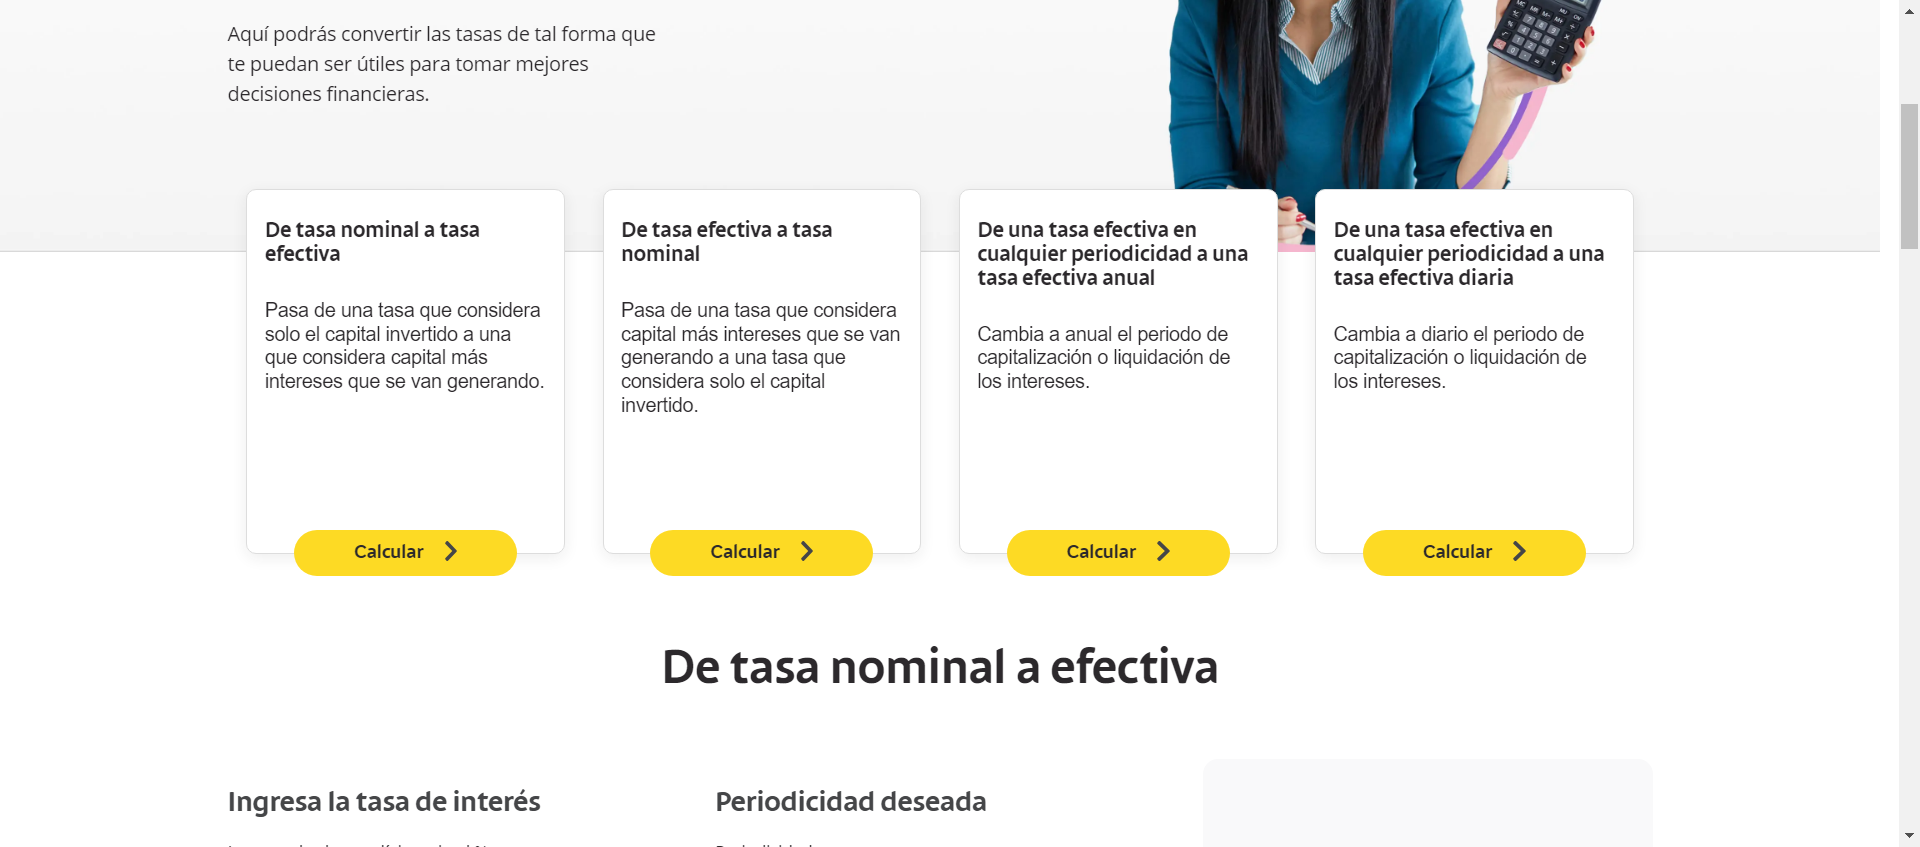 Aquí podrás convertir las tasas de tal forma que
te puedan ser útiles para tomar mejores
decisiones financieras.
De tasa nominal a tasa
efectiva
Pasa de una tasa que considera
solo el capital invertido a una
que considera capital más
intereses que se van generando.
Calcular
De tasa efectiva a tasa
nominal
Pasa de una tasa que considera
capital más intereses que se van
generando a una tasa que
considera solo el capital
invertido.
Calcular
De una tasa efectiva en
cualquier periodicidad a una
tasa efectiva anual
Cambia a anual el periodo de
capitalización o liquidación de
los intereses.
Calcular
De una tasa efectiva en
cualquier periodicidad a una
tasa efectiva diaria
Cambia a diario el periodo de
capitalización o liquidación de
los intereses.
Calcular
De tasa nominal a efectiva
Ingresa la tasa de interés
Periodicidad deseada